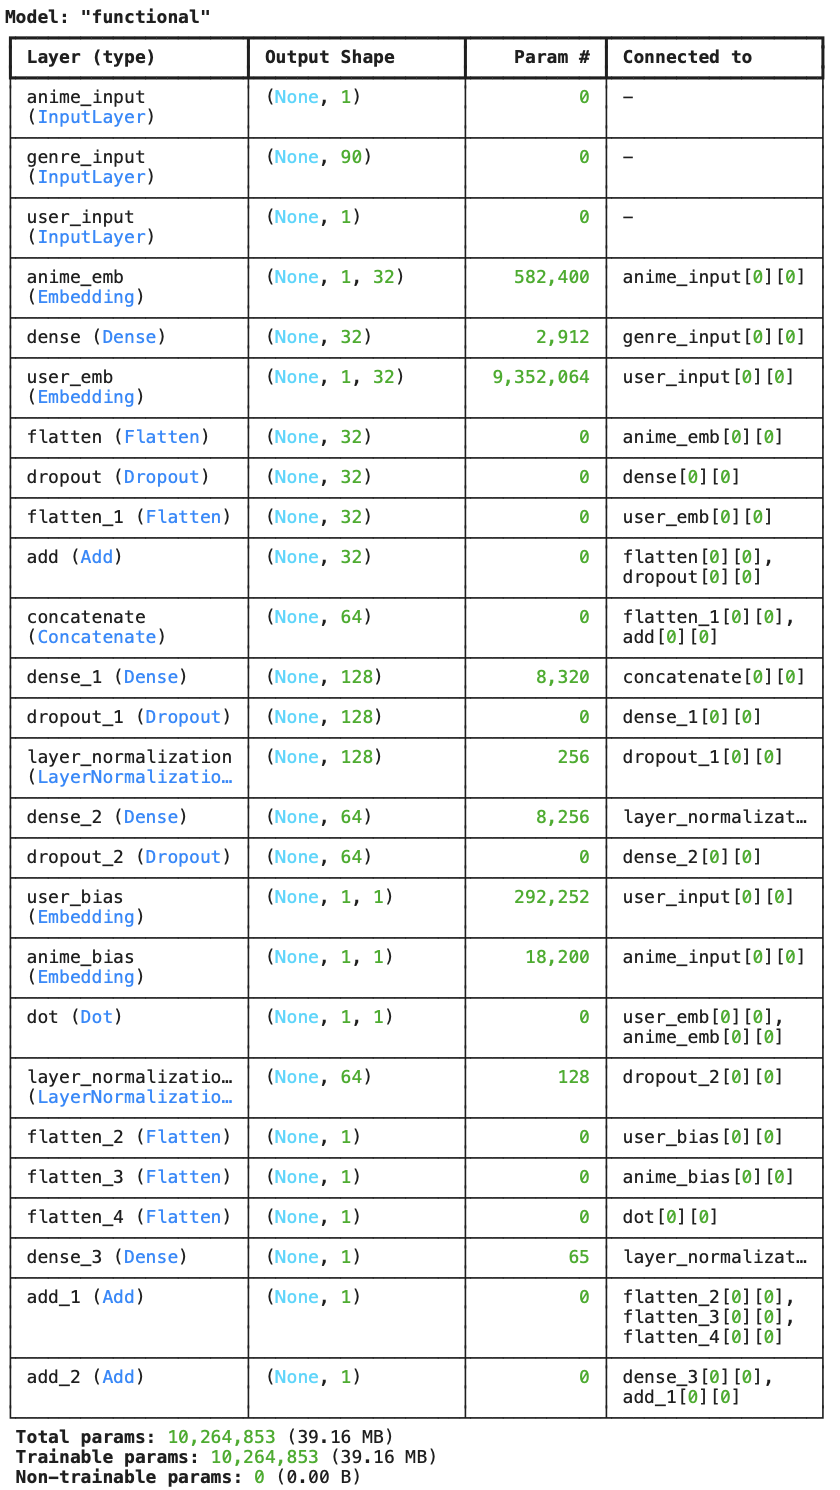 Model: "functional"
Layer (type) Output Shape Param # Connected to
anime_input (None, 1) 0 –
(InputLayer)
genre_input (None, 90) 0 –
(InputLayer)
user_input (None, 1) 0 –
(InputLayer)
anime_emb (None, 1, 32) 582,400 anime_input[0][0]
(Embedding)
dense (Dense) (None, 32) 2,912 genre_input[0][0]
user_emb (None, 1, 32) 9,352,064 user_input[0][0]
(Embedding)
flatten (Flatten) (None, 32) 0 anime_emb[0][0]
dropout (Dropout) (None, 32) 0 dense[0][0]
flatten_1 (Flatten) (None, 32) 0 user_emb[0][0]
add (Add) (None, 32) 0 flatten[0][0],
dropout[0][0]
concatenate (None, 64) 0 flatten_1[0][0],
(Concatenate) add[0][0]
dense_1 (Dense) (None, 128) 8,320 concatenate[0][0]
dropout_1 (Dropout) (None, 128) 0 dense_1[0][0]
layer_normalization (None, 128) 256 dropout_1[0][0]
(LayerNormalizatio…
dense_2 (Dense) (None, 64) 8,256 layer_normalizat…
dropout_2 (Dropout) (None, 64) 0 dense_2[0][0]
user_bias (None, 1, 1) 292,252 user_input[0][0]
(Embedding)
anime_bias (None, 1, 1) 18,200 anime_input[0][0]
(Embedding)
dot (Dot) (None, 1, 1) 0 user_emb[0][0],
anime_emb[0][0]
layer_normalizatio… (None, 64) 128 dropout_2[0][0]
(LayerNormalizatio…
flatten_2 (Flatten) (None, 1) 0 user_bias[0][0]
flatten_3 (Flatten) (None, 1) 0 anime_bias[0][0]
flatten_4 (Flatten) (None, 1) 0 dot[0][0]
dense_3 (Dense) (None, 1) 65 layer_normalizat…
add_1 (Add) (None, 1) 0 flatten_2[0][0],
flatten_3[0][0],
flatten_4[0][0]
add_2 (Add) (None, 1) 0 dense_3[0][0],
add_1[0][0]
Total params: 10,264,853 (39.16 MB)
Trainable params: 10,264,853 (39.16 MB)
Non-trainable params: 0 (0.00 B)